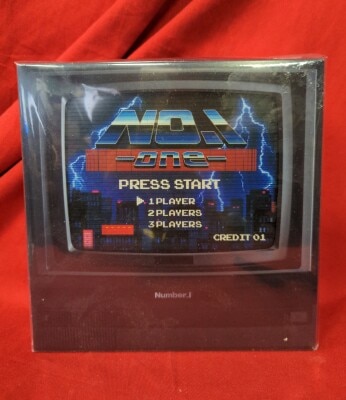 NO.I
-one-
PRESS START
1 PLAYER
2 PLAYERS
3 PLAYERS
CREDIT 01
Number_i